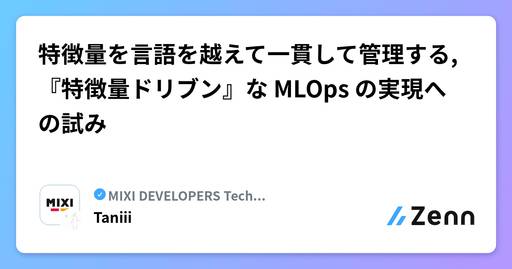 特徴量を言語を越えて一貫して管理する,
『特徴量ドリブン』な MLOps の実現へ
の試み
MIXI
MIXI DEVELOPERS Tech...
Taniii
Zenn